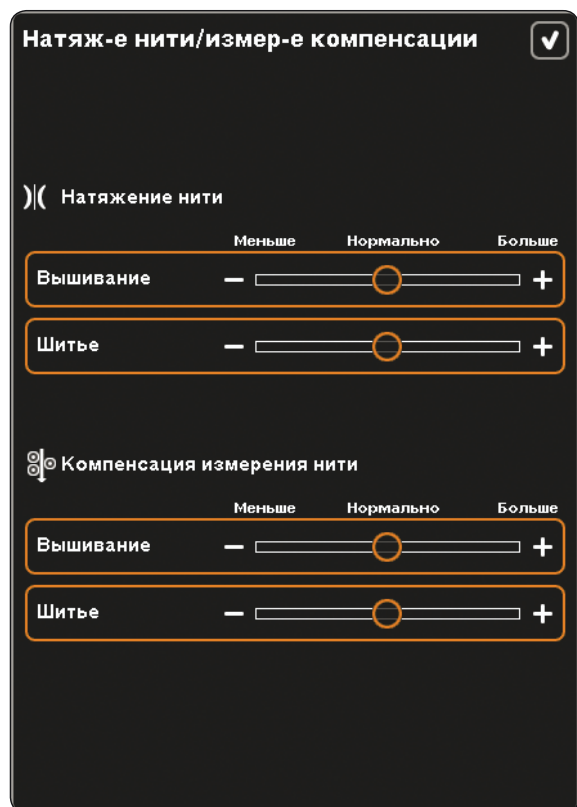 Натяж-е нити/измер-е компенсации
Натяжение нити
Меньше Нормально Больше
Вышивание
Шитье
Компенсация измерения нити
Меньше Нормально Больше
Вышивание
Шитье